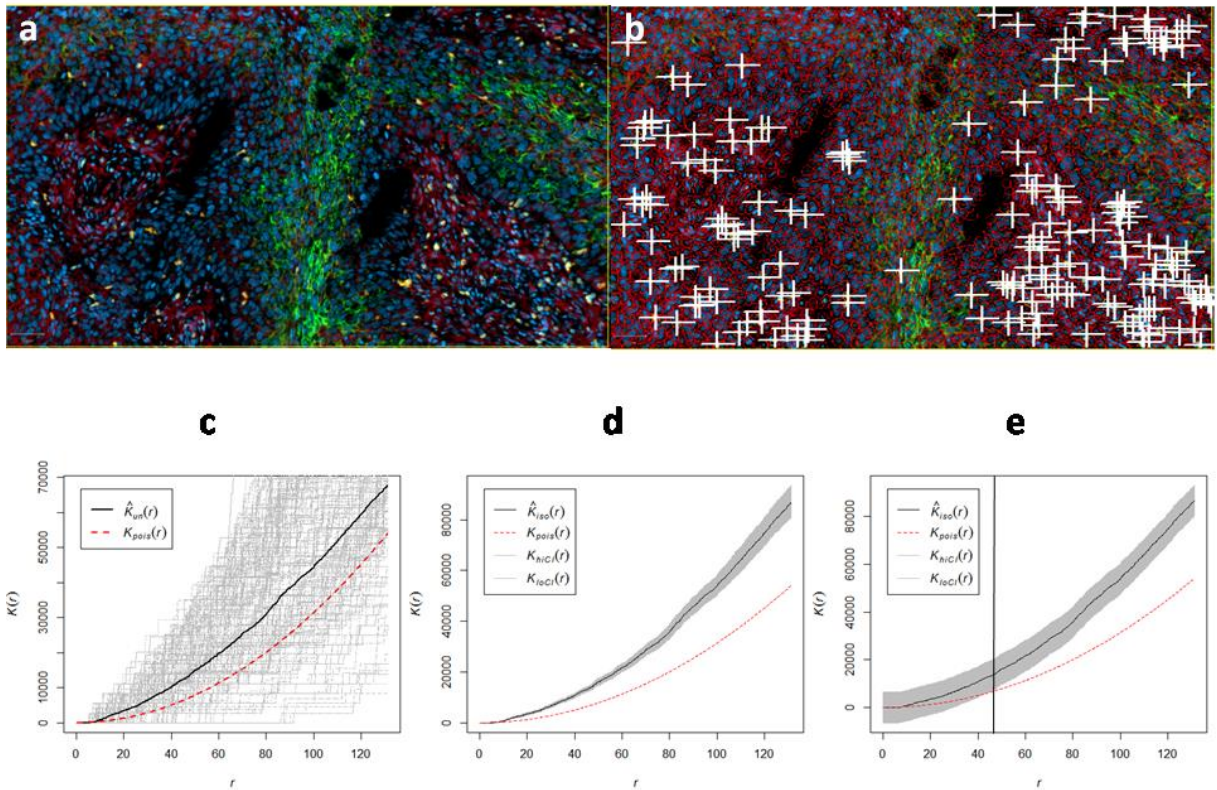 a
b
c
d
e
K(r)
0 10000 20000 30000 40000 50000 70000
K̂un(r)
Kpois(r)
0 20 40 60 80 100 120
r
K(r)
0 20000 40000 60000 80000
K̂iso(r)
Kpois(r)
KhiCI(r)
KloCI(r)
0 20 40 60 80 100 120
r
K(r)
0 20000 40000 60000 80000
K̂iso(r)
Kpois(r)
KhiCI(r)
KloCI(r)
0 20 40 60 80 100 120
r